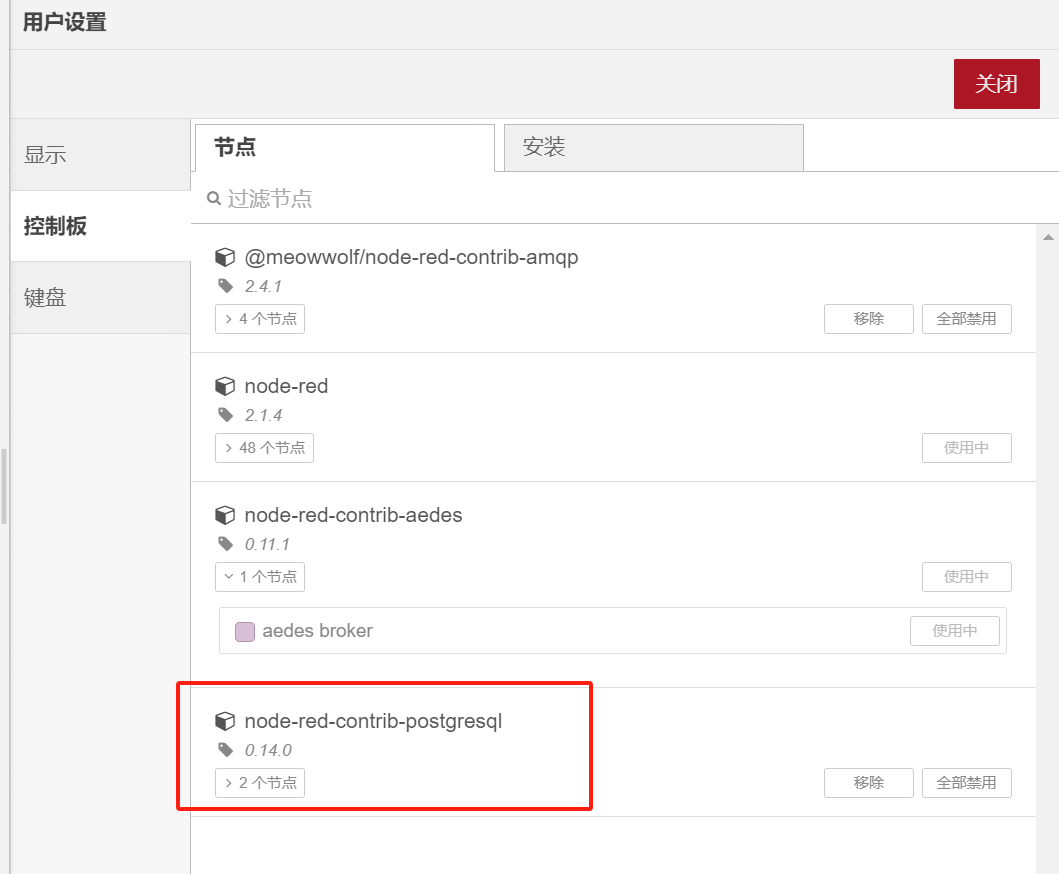 用户设置
关闭
显示
控制板
键盘
节点
安装
过滤节点
@meowwolf/node-red-contrib-amqp
2.4.1
4 个节点
移除
全部禁用
node-red
2.1.4
48 个节点
使用中
node-red-contrib-aedes
0.11.1
1 个节点
使用中
aedes broker
使用中
node-red-contrib-postgresql
0.14.0
2 个节点
移除
全部禁用